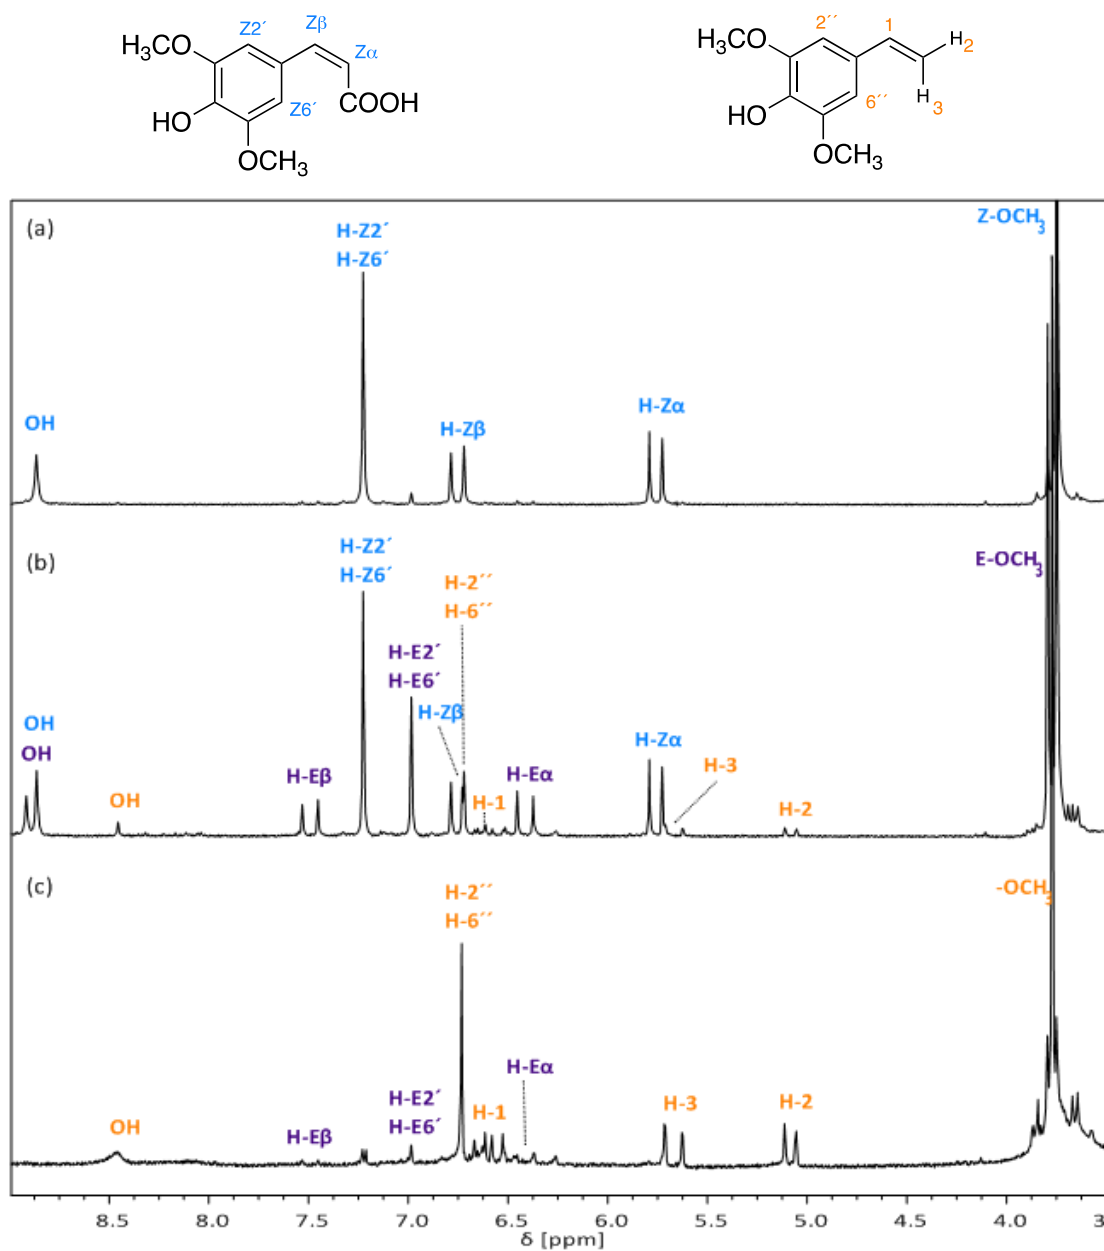 Z2´
Zβ
Zα
H₃CO
Z6´
COOH
HO
OCH₃
2´´
1
H₃CO
H 2
H
3
6´´
HO
OCH₃
(a)
H-Z2´
H-Z6´
Z-OCH₃
OH
H-Zβ
H-Zα
(b)
H-Z2´
H-Z6´
H-2´´
H-6´´
E-OCH₃
H-E2´
H-E6´
H-Zβ
OH
OH
H-Eβ
OH
H-1
H-Eα
H-Zα
H-3
H-2
(c)
H-2´´
H-6´´
-OCH₃
H-Eα
OH
H-Eβ
H-E2´
H-E6´
H-1
H-3
H-2
8.5 8.0 7.5 7.0 6.5 6.0 5.5 5.0 4.5 4.0 3
δ [ppm]